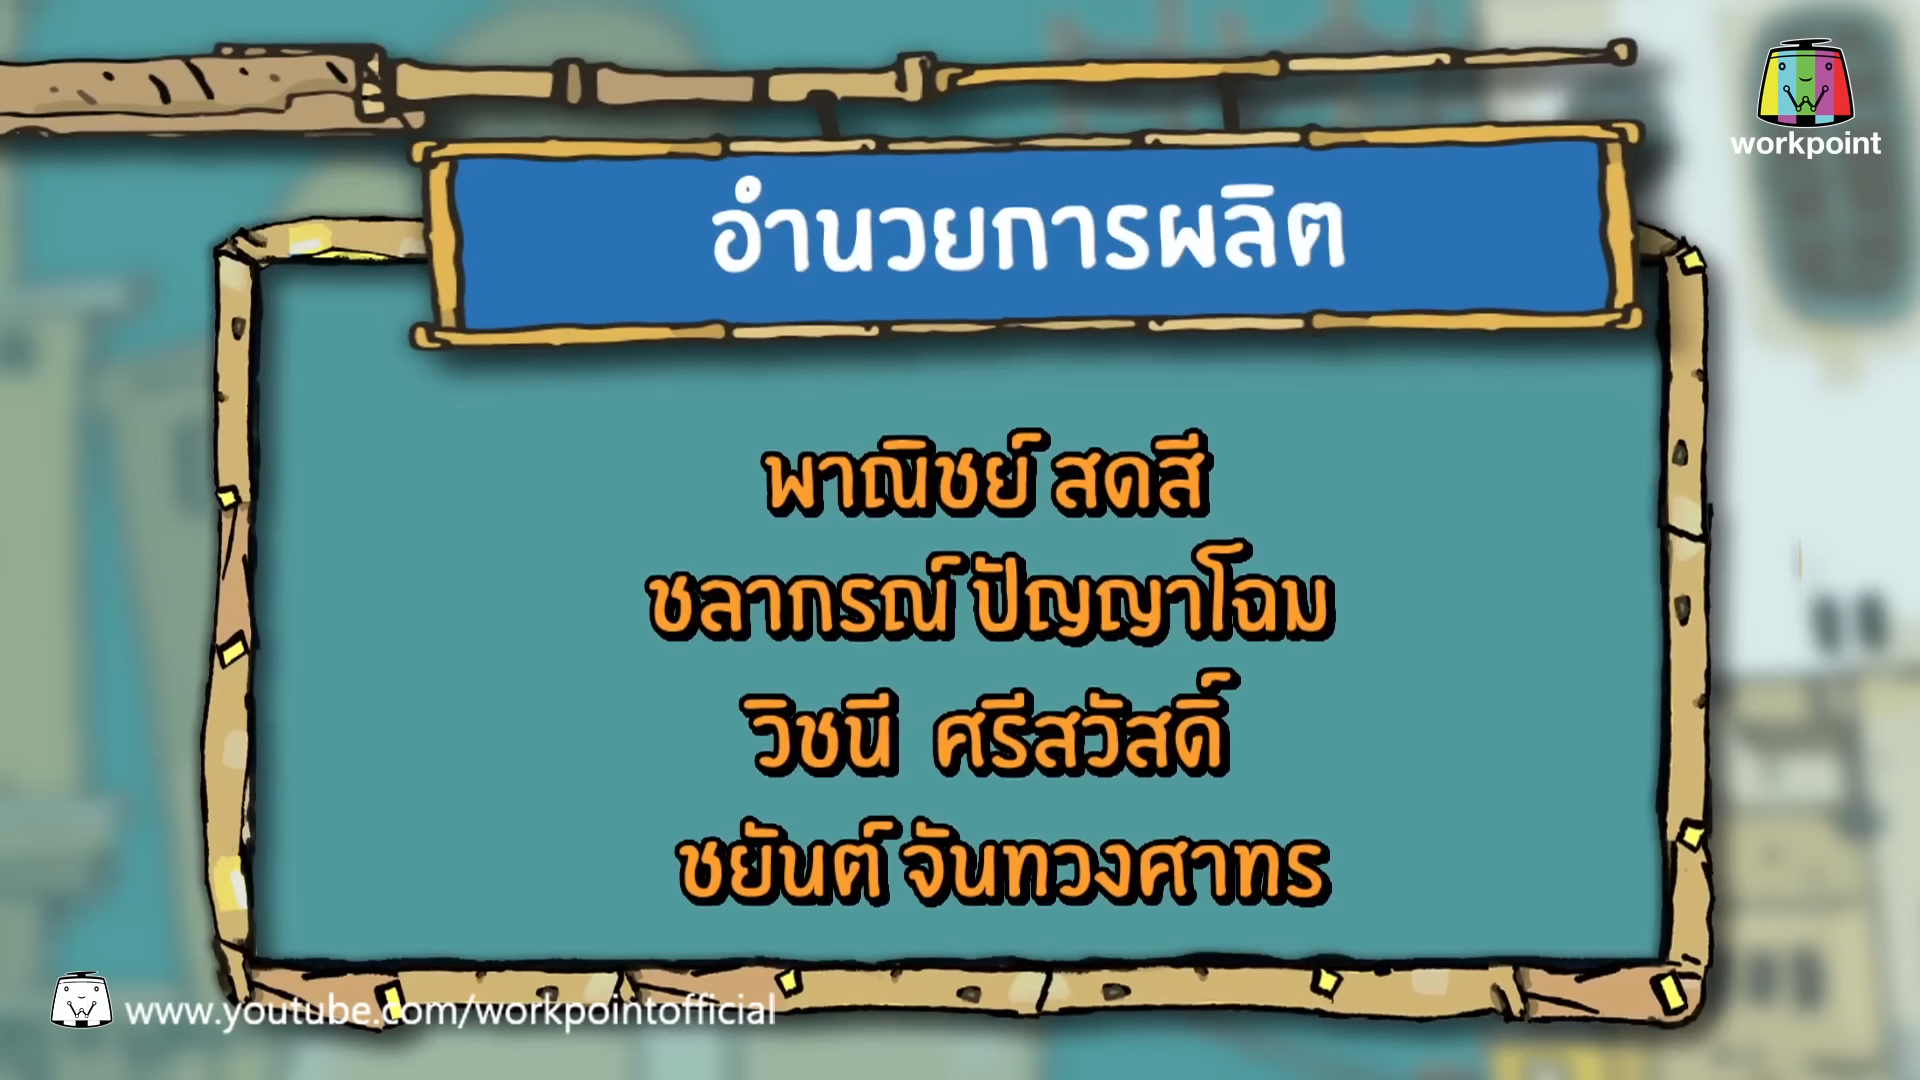 workpoint
อำนวยการผลิต
พาณิชย์ สดสี
ชลากรณ์ ปัญญาโฉม
วิชนี ศรีสวัสดิ์
ชยันต์ จันทวงศาทร
www.youtube.com/workpointofficial